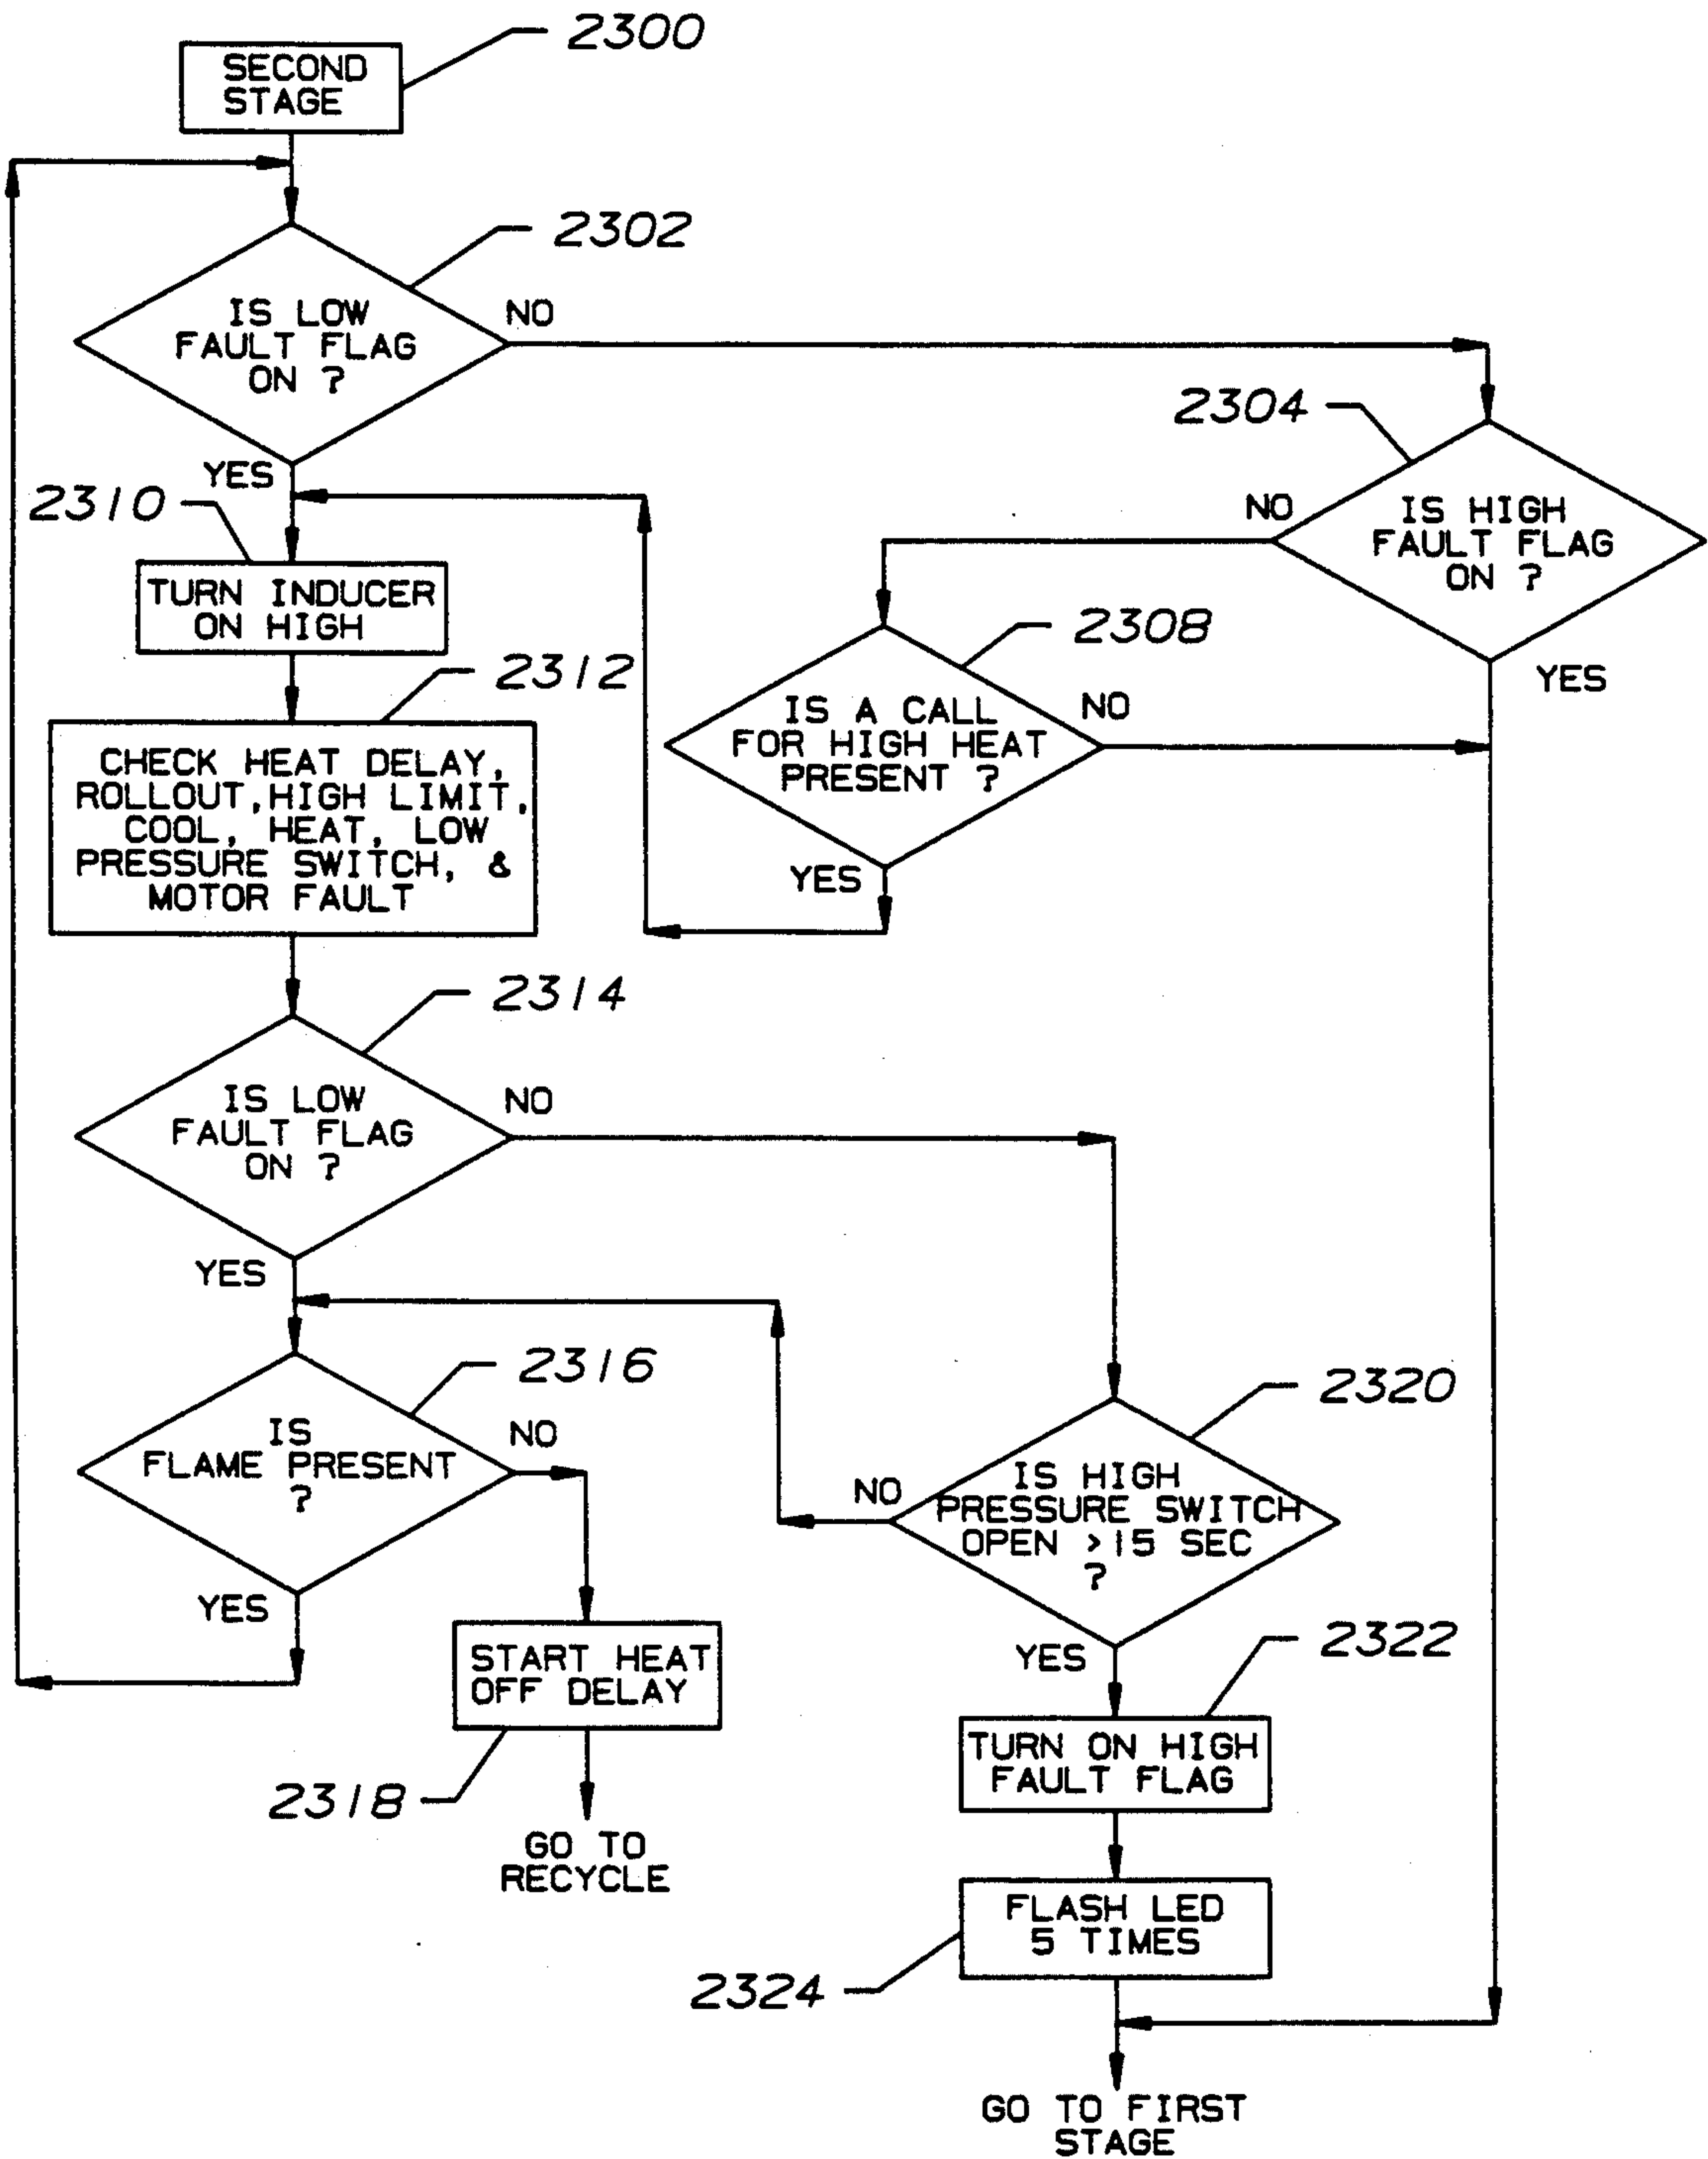 2300
SECOND
STAGE
2302
IS LOW
FAULT FLAG
ON ?
NO
YES
2304
IS HIGH
FAULT FLAG
ON ?
NO
YES
2308
IS A CALL
FOR HIGH HEAT
PRESENT ?
NO
YES
2310
TURN INDUCER
ON HIGH
2312
CHECK HEAT DELAY,
ROLLOUT, HIGH LIMIT,
COOL, HEAT, LOW
PRESSURE SWITCH, &
MOTOR FAULT
2314
IS LOW
FAULT FLAG
ON ?
NO
YES
2316
IS
FLAME PRESENT
?
NO
YES
START HEAT
OFF DELAY
2318
GO TO
RECYCLE
2320
IS HIGH
PRESSURE SWITCH
OPEN >15 SEC
?
NO
YES
2322
TURN ON HIGH
FAULT FLAG
FLASH LED
5 TIMES
2324
GO TO FIRST
STAGE